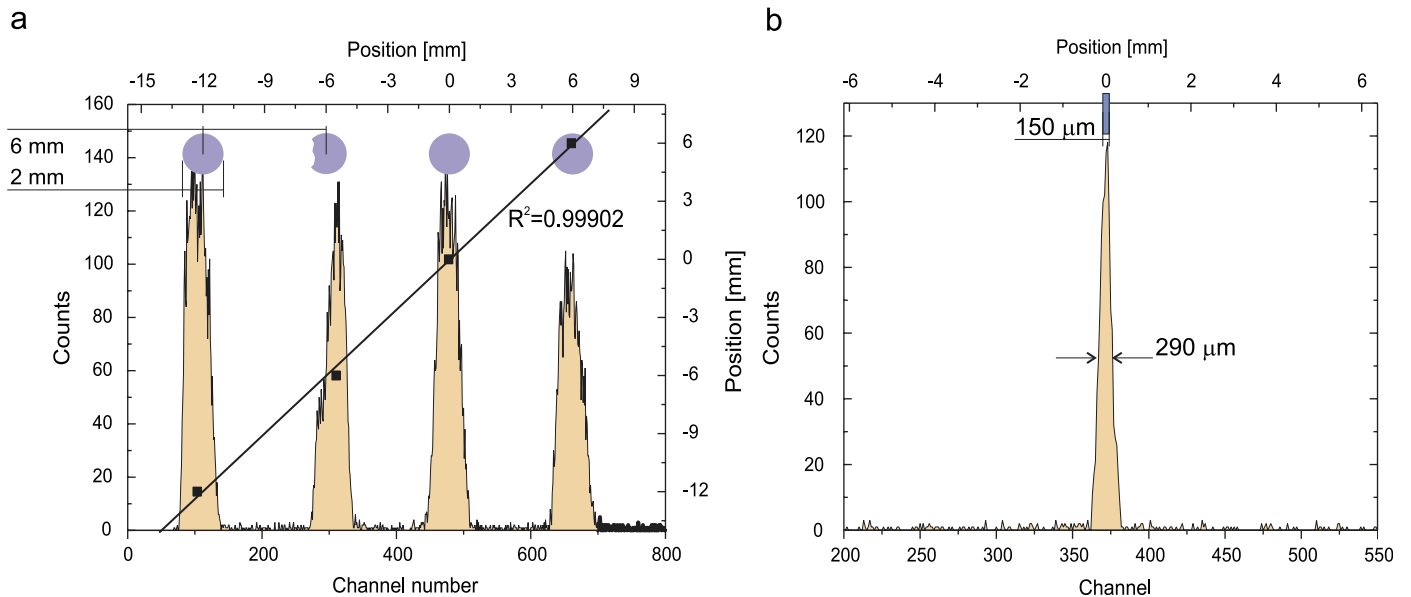 a
Position [mm]
-15 -12 -9 -6 -3 0 3 6 9
160
140
120
100
80
60
40
20
0
Counts
6 mm
2 mm
R²=0.99902
6
3
0
-3
-6
-9
-12
Position [mm]
0 200 400 600 800
Channel number
b
Position [mm]
-6 -4 -2 0 2 4 6
150 μm
120
100
80
60
40
20
0
Counts
290 μm
200 250 300 350 400 450 500 550
Channel